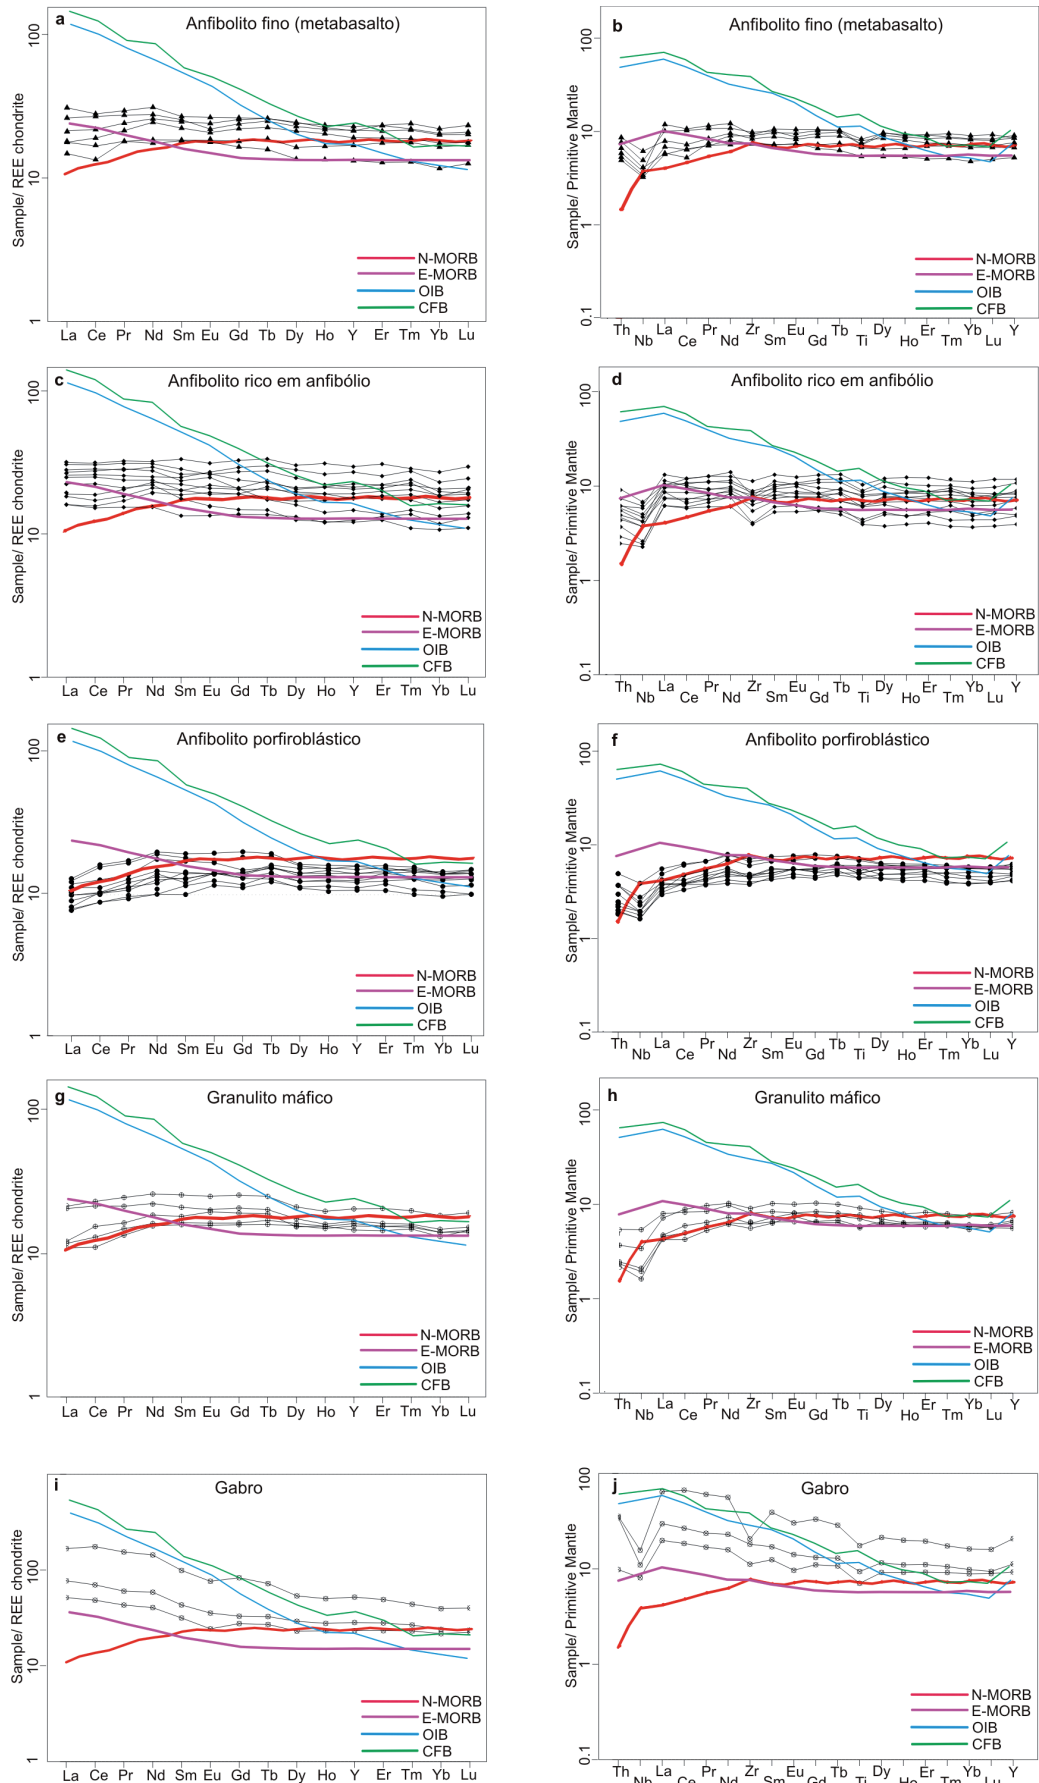 a
Anfibolito fino (metabasalto)
Sample/ REE chondrite
100
10
1
N-MORB
E-MORB
OIB
CFB
La Ce Pr Nd Sm Eu Gd Tb Dy Ho Y Er Tm Yb Lu
b
Anfibolito fino (metabasalto)
Sample/ Primitive Mantle
100
10
1
0.1
N-MORB
E-MORB
OIB
CFB
Th Nb La Ce Pr Nd Zr Sm Eu Gd Tb Ti Dy Ho Er Tm Yb Lu Y
c
Anfibolito rico em anfibólio
Sample/ REE chondrite
100
10
1
N-MORB
E-MORB
OIB
CFB
La Ce Pr Nd Sm Eu Gd Tb Dy Ho Y Er Tm Yb Lu
d
Anfibolito rico em anfibólio
Sample/ Primitive Mantle
100
10
1
0.1
N-MORB
E-MORB
OIB
CFB
Th Nb La Ce Pr Nd Zr Sm Eu Gd Tb Ti Dy Ho Er Tm Yb Lu Y
e
Anfibolito porfiroblástico
Sample/ REE chondrite
100
10
1
N-MORB
E-MORB
OIB
CFB
La Ce Pr Nd Sm Eu Gd Tb Dy Ho Y Er Tm Yb Lu
f
Anfibolito porfiroblástico
Sample/ Primitive Mantle
100
10
1
0.1
N-MORB
E-MORB
OIB
CFB
Th Nb La Ce Pr Nd Zr Sm Eu Gd Tb Ti Dy Ho Er Tm Yb Lu Y
g
Granulito máfico
Sample/ REE chondrite
100
10
1
N-MORB
E-MORB
OIB
CFB
La Ce Pr Nd Sm Eu Gd Tb Dy Ho Y Er Tm Yb Lu
h
Granulito máfico
Sample/ Primitive Mantle
100
10
1
0.1
N-MORB
E-MORB
OIB
CFB
Th Nb La Ce Pr Nd Zr Sm Eu Gd Tb Ti Dy Ho Er Tm Yb Lu Y
i
Gabro
Sample/ REE chondrite
100
10
1
N-MORB
E-MORB
OIB
CFB
La Ce Pr Nd Sm Eu Gd Tb Dy Ho Y Er Tm Yb Lu
j
Gabro
Sample/ Primitive Mantle
100
10
1
0.1
N-MORB
E-MORB
OIB
CFB
Th Nb La Ce Pr Nd Zr Sm Eu Gd Tb Ti Dy Ho Er Tm Yb Lu Y